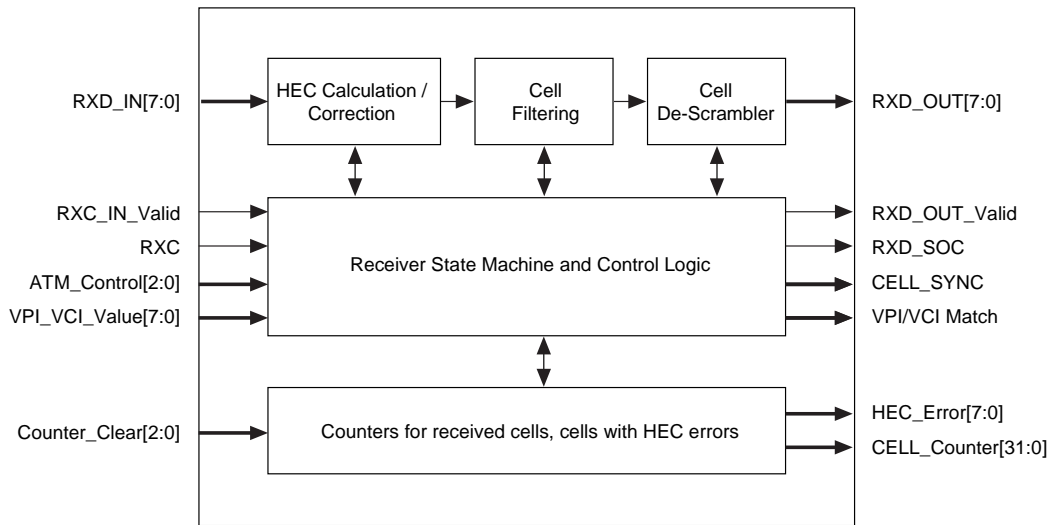 RXD_IN[7:0]
HEC Calculation /
Correction
Cell
Filtering
Cell
De-Scrambler
RXD_OUT[7:0]
RXC_IN_Valid
RXC
ATM_Control[2:0]
VPI_VCI_Value[7:0]
Receiver State Machine and Control Logic
RXD_OUT_Valid
RXD_SOC
CELL_SYNC
VPI/VCI Match
Counter_Clear[2:0]
Counters for received cells, cells with HEC errors
HEC_Error[7:0]
CELL_Counter[31:0]